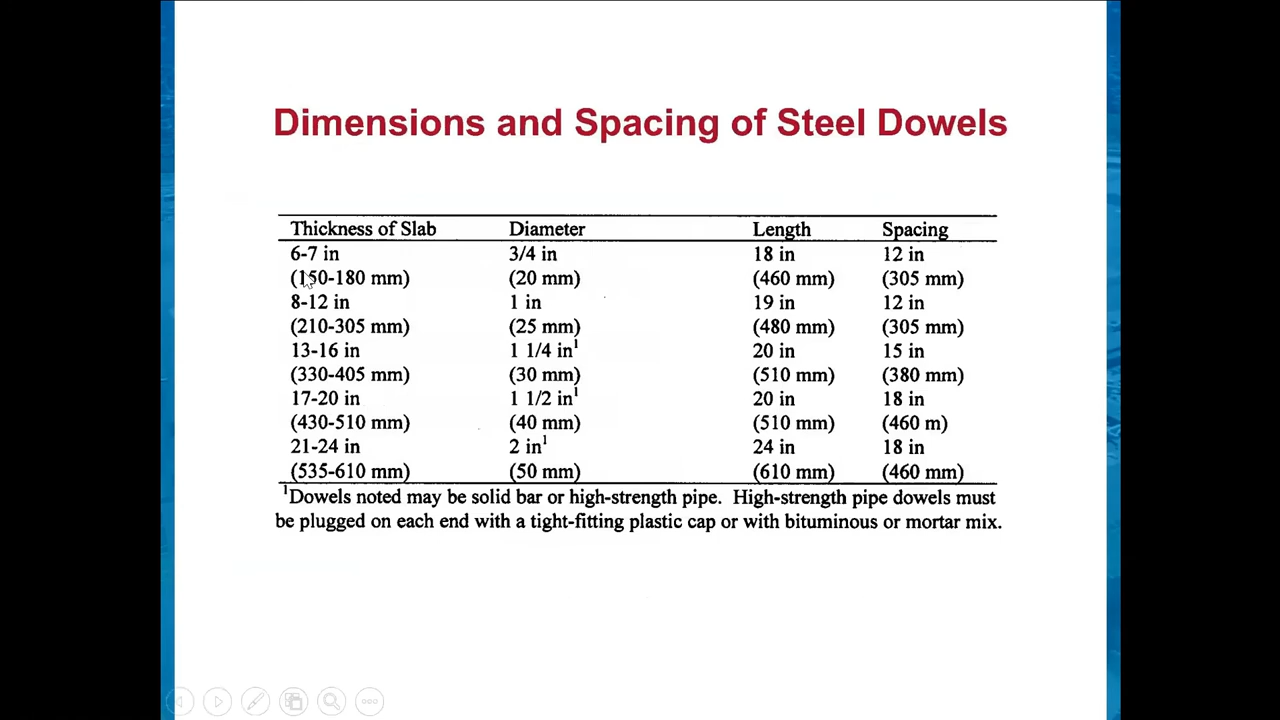 Dimensions and Spacing of Steel Dowels
Thickness of Slab Diameter Length Spacing
6-7 in 3/4 in 18 in 12 in
(150-180 mm) (20 mm) (460 mm) (305 mm)
8-12 in 1 in 19 in 12 in
(210-305 mm) (25 mm) (480 mm) (305 mm)
13-16 in 1 1/4 in¹ 20 in 15 in
(330-405 mm) (30 mm) (510 mm) (380 mm)
17-20 in 1 1/2 in¹ 20 in 18 in
(430-510 mm) (40 mm) (510 mm) (460 m)
21-24 in 2 in¹ 24 in 18 in
(535-610 mm) (50 mm) (610 mm) (460 mm)
¹Dowels noted may be solid bar or high-strength pipe. High-strength pipe dowels must
be plugged on each end with a tight-fitting plastic cap or with bituminous or mortar mix.